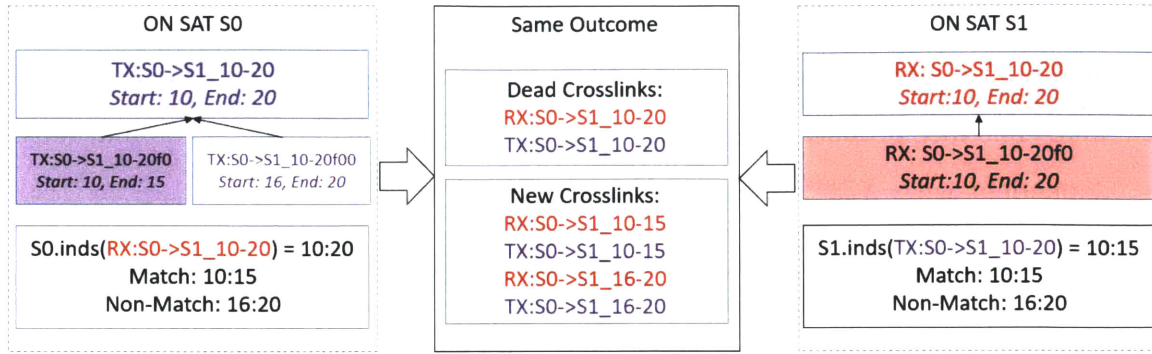 ON SAT S0
TX:S0->S1_10-20
Start: 10, End: 20
TX:S0->S1_10-20f0
Start: 10, End: 15
TX:S0->S1_10-20f00
Start: 16, End: 20
S0.inds(RX:S0->S1_10-20) = 10:20
Match: 10:15
Non-Match: 16:20
Same Outcome
Dead Crosslinks:
RX:S0->S1_10-20
TX:S0->S1_10-20
New Crosslinks:
RX:S0->S1_10-15
TX:S0->S1_10-15
RX:S0->S1_16-20
TX:S0->S1_16-20
ON SAT S1
RX: S0->S1_10-20
Start:10, End: 20
RX: S0->S1_10-20f0
Start:10, End: 20
S1.inds(TX:S0->S1_10-20) = 10:15
Match: 10:15
Non-Match: 16:20